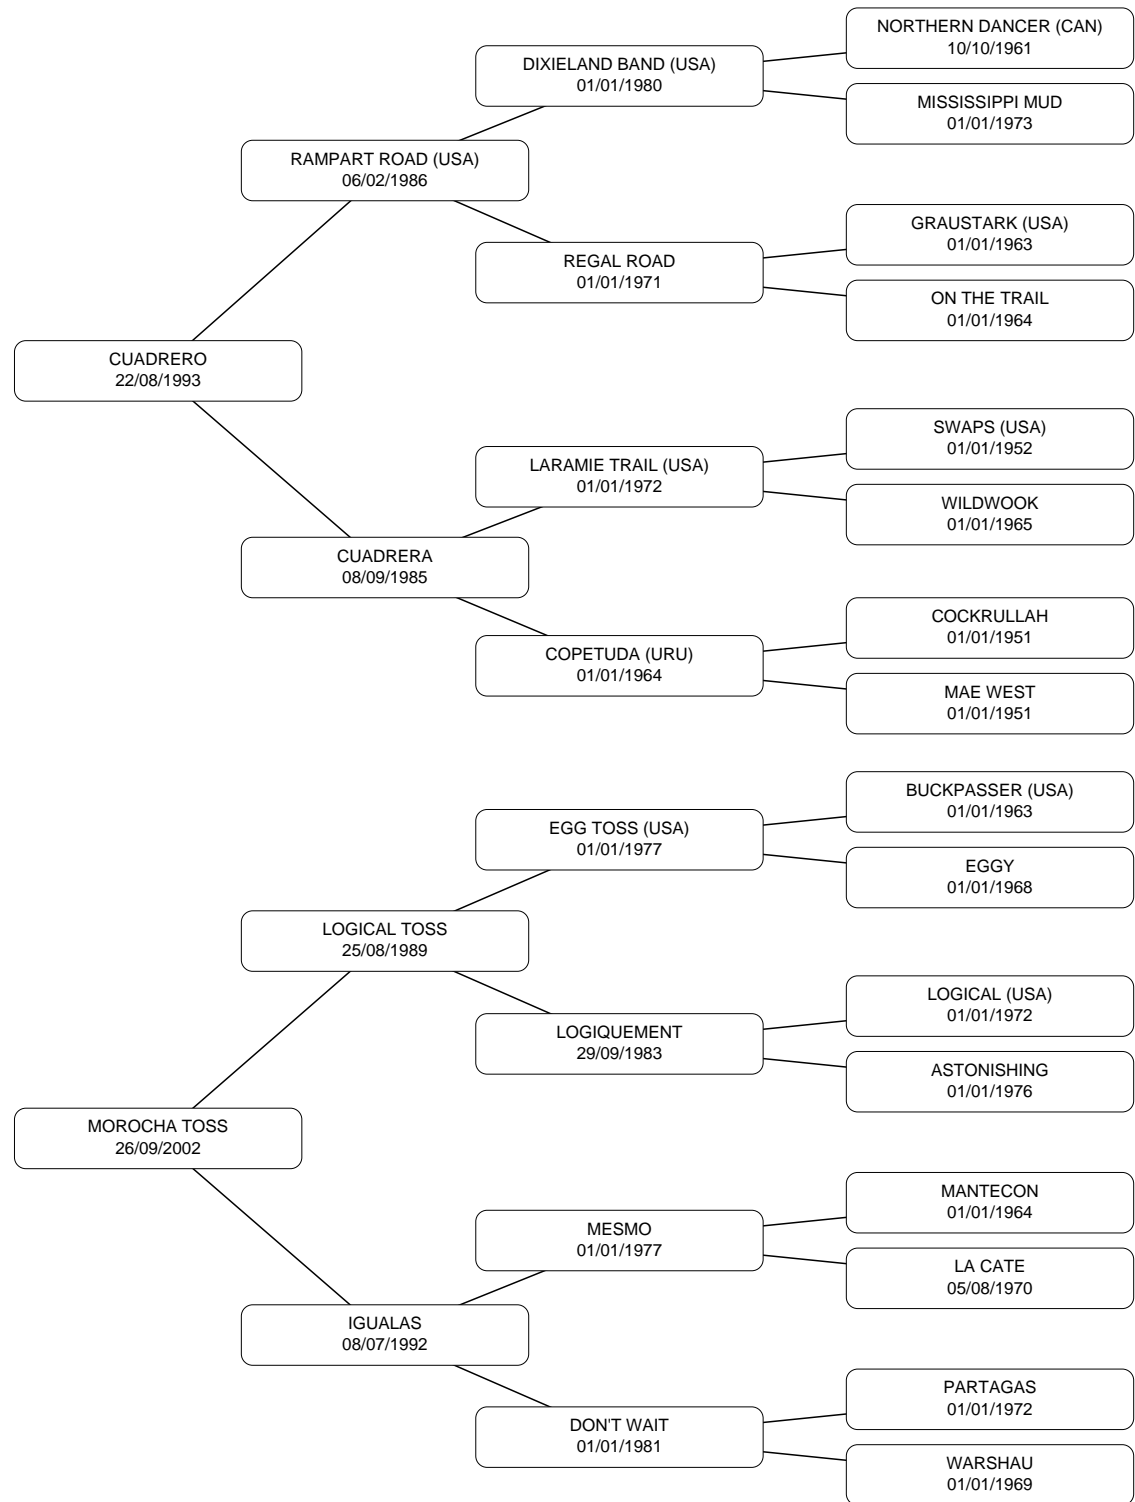 NORTHERN DANCER (CAN)
10/10/1961
DIXIELAND BAND (USA)
01/01/1980
MISSISSIPPI MUD
01/01/1973
RAMPART ROAD (USA)
06/02/1986
GRAUSTARK (USA)
01/01/1963
REGAL ROAD
01/01/1971
ON THE TRAIL
01/01/1964
CUADRERO
22/08/1993
SWAPS (USA)
01/01/1952
LARAMIE TRAIL (USA)
01/01/1972
WILDWOOK
01/01/1965
CUADRERA
08/09/1985
COCKRULLAH
01/01/1951
COPETUDA (URU)
01/01/1964
MAE WEST
01/01/1951
BUCKPASSER (USA)
01/01/1963
EGG TOSS (USA)
01/01/1977
EGGY
01/01/1968
LOGICAL TOSS
25/08/1989
LOGICAL (USA)
01/01/1972
LOGIQUEMENT
29/09/1983
ASTONISHING
01/01/1976
MOROCHA TOSS
26/09/2002
MANTECON
01/01/1964
MESMO
01/01/1977
LA CATE
05/08/1970
IGUALAS
08/07/1992
PARTAGAS
01/01/1972
DON'T WAIT
01/01/1981
WARSHAU
01/01/1969